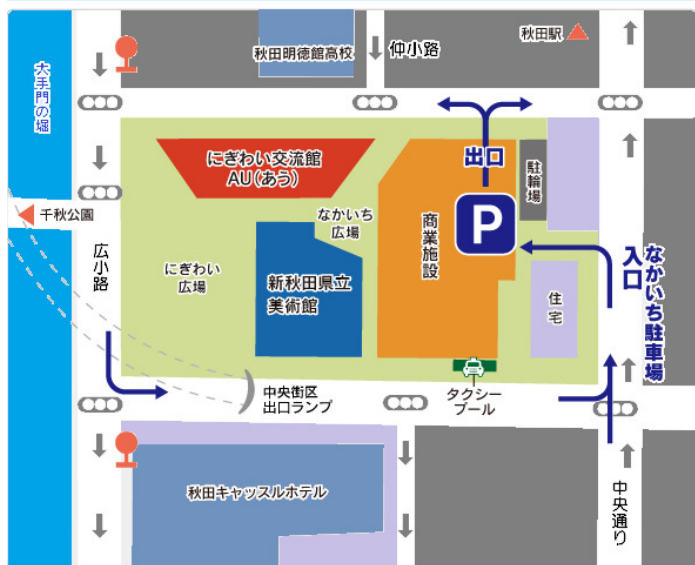 秋田駅
秋田明徳館高校
仲小路
大手門の堀
出口
駐輪場
にぎわい交流館
AU(あう)
P
千秋公園
なかいち
広場
商業施設
広小路
にぎわい
広場
新秋田県立
美術館
入口
なかいち駐車場
住宅
中央街区
出口ランプ
タクシー
プール
秋田キャッスルホテル
中央通り